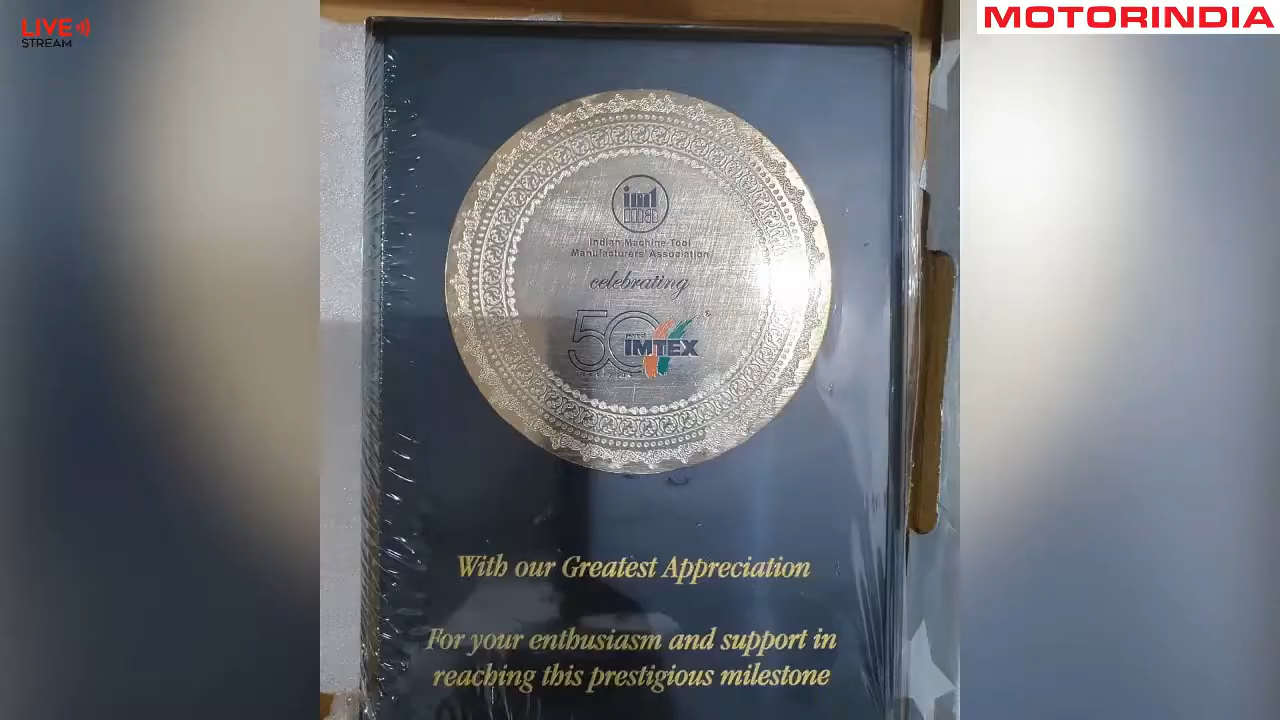 LIVE
STREAM
MOTORINDIA
imt
Indian Machine Tool
Manufacturers' Association
celebrating
50
IMTEX
With our Greatest Appreciation
For your enthusiasm and support in
reaching this prestigious milestone